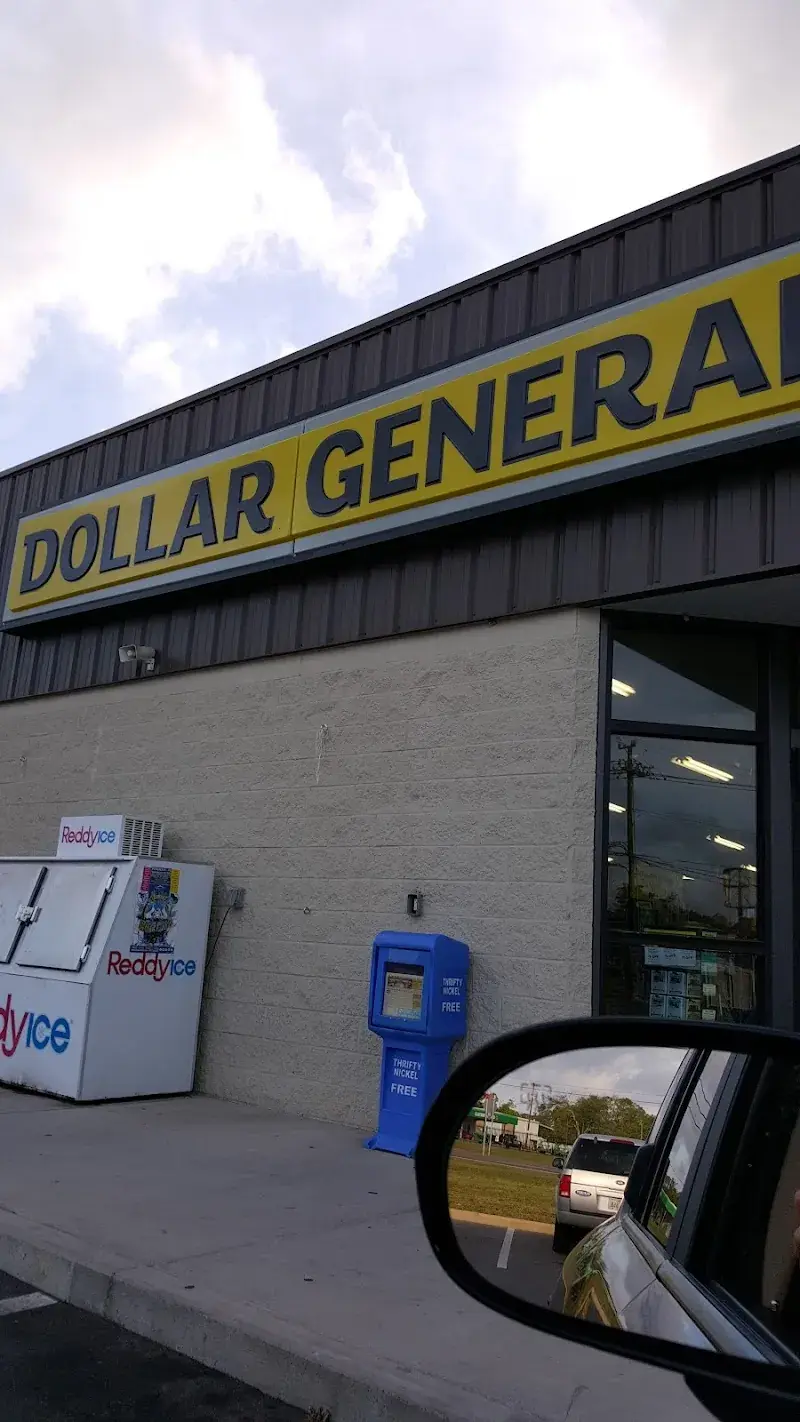 DOLLAR GENERAL
Reddyice
Reddyice
dyice
THRIFTY
NICKEL
FREE
THRIFTY
NICKEL
FREE